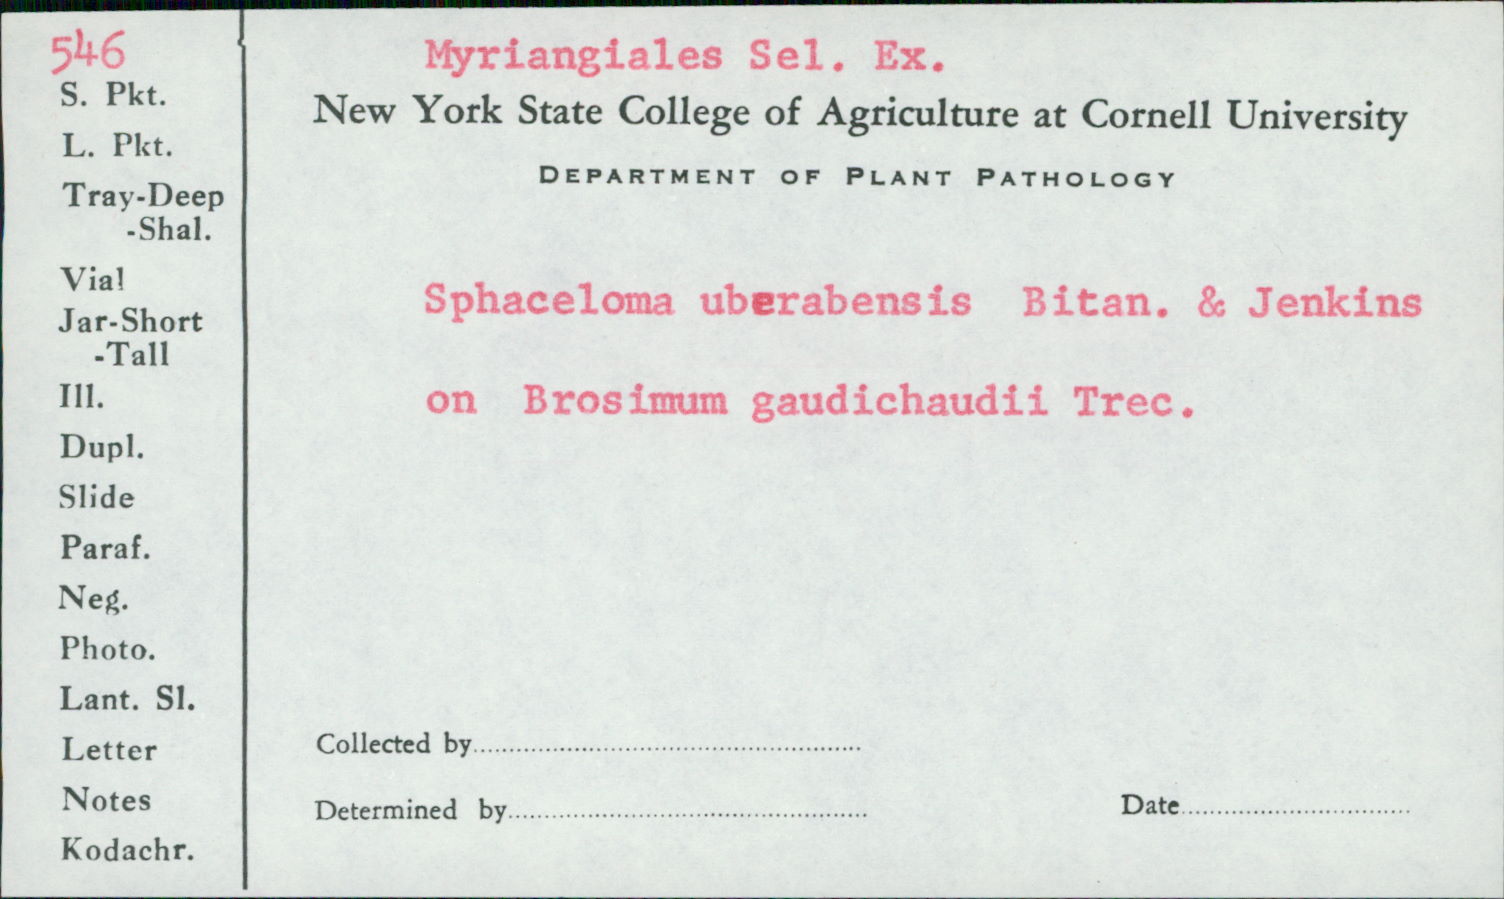 546
S. Pkt.
L. Pkt.
Tray-Deep
-Shal.
Vial
Jar-Short
-Tall
Ill.
Dupl.
Slide
Paraf.
Neg.
Photo.
Lant. Sl.
Letter
Notes
Kodachr.
Myriangiales Sel. Ex.
New York State College of Agriculture at Cornell University
DEPARTMENT OF PLANT PATHOLOGY
Sphaceloma uberabensis Bitan. & Jenkins
on Brosimum gaudichaudii Trec.
Collected by
Determined by
Date